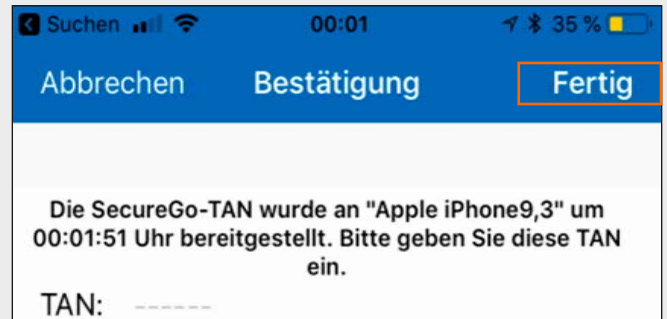 Suchen 00:01 35 %
Abbrechen Bestätigung Fertig
Die SecureGo-TAN wurde an "Apple iPhone9,3" um
00:01:51 Uhr bereitgestellt. Bitte geben Sie diese TAN
ein.
TAN: ------